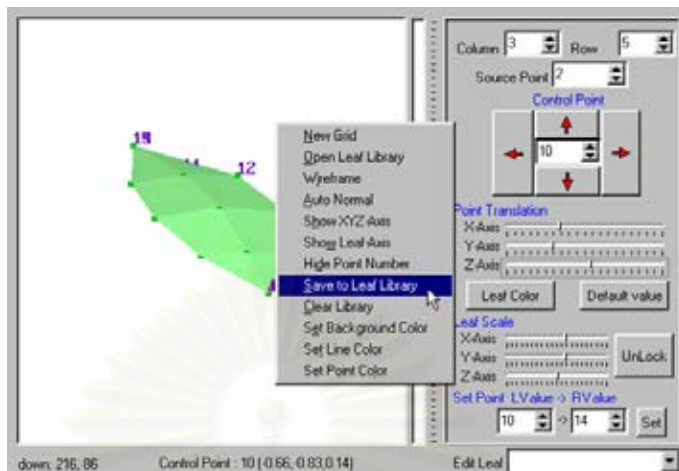 Column 3 Row 5
Source Point 2
Control Point
10
12
New Grid
Open Leaf Library
Wireframe
Auto Normal
Show XYZ-Axis
Show Leaf-Axis
Hide Point Number
Save to Leaf Library
Clear Library
Set Background Color
Set Line Color
Set Point Color
Point Translation
X-Axis
Y-Axis
Z-Axis
Leaf Color Default value
Leaf Scale
X-Axis
Y-Axis
Z-Axis
UnLock
Set Point LValue -> RValue
10 -> 14 Set
down: 216, 86 Control Point : 10 [-0.66,-0.83,0.14] Edit Leaf